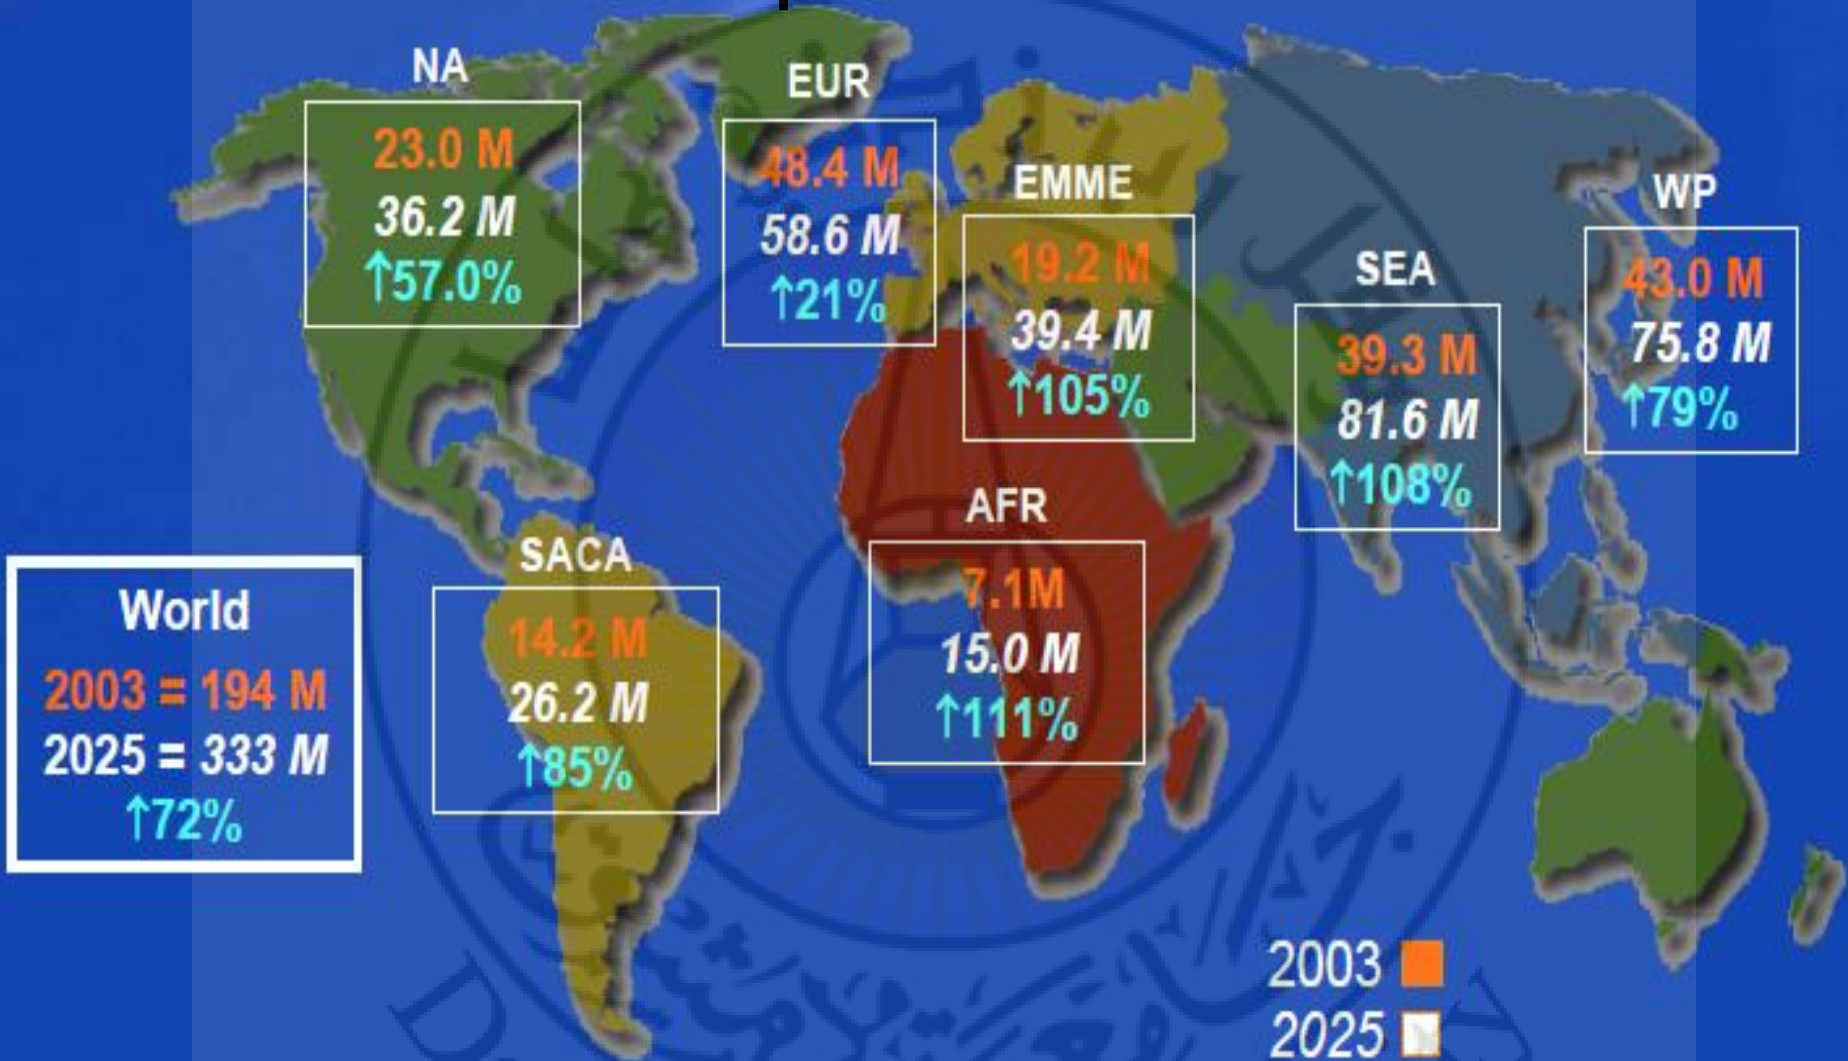 NA
23.0 M
36.2 M
↑57.0%
EUR
48.4 M
58.6 M
↑21%
EMME
19.2 M
39.4 M
↑105%
SEA
39.3 M
81.6 M
↑108%
WP
43.0 M
75.8 M
↑79%
AFR
7.1M
15.0 M
↑111%
SACA
14.2 M
26.2 M
↑85%
World
2003 = 194 M
2025 = 333 M
↑72%
2003
2025